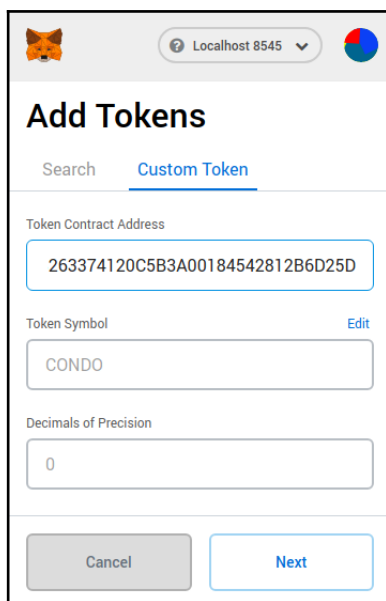 Localhost 8545
Add Tokens
Search Custom Token
Token Contract Address
263374120C5B3A00184542812B6D25D
Token Symbol Edit
CONDO
Decimals of Precision
0
Cancel Next